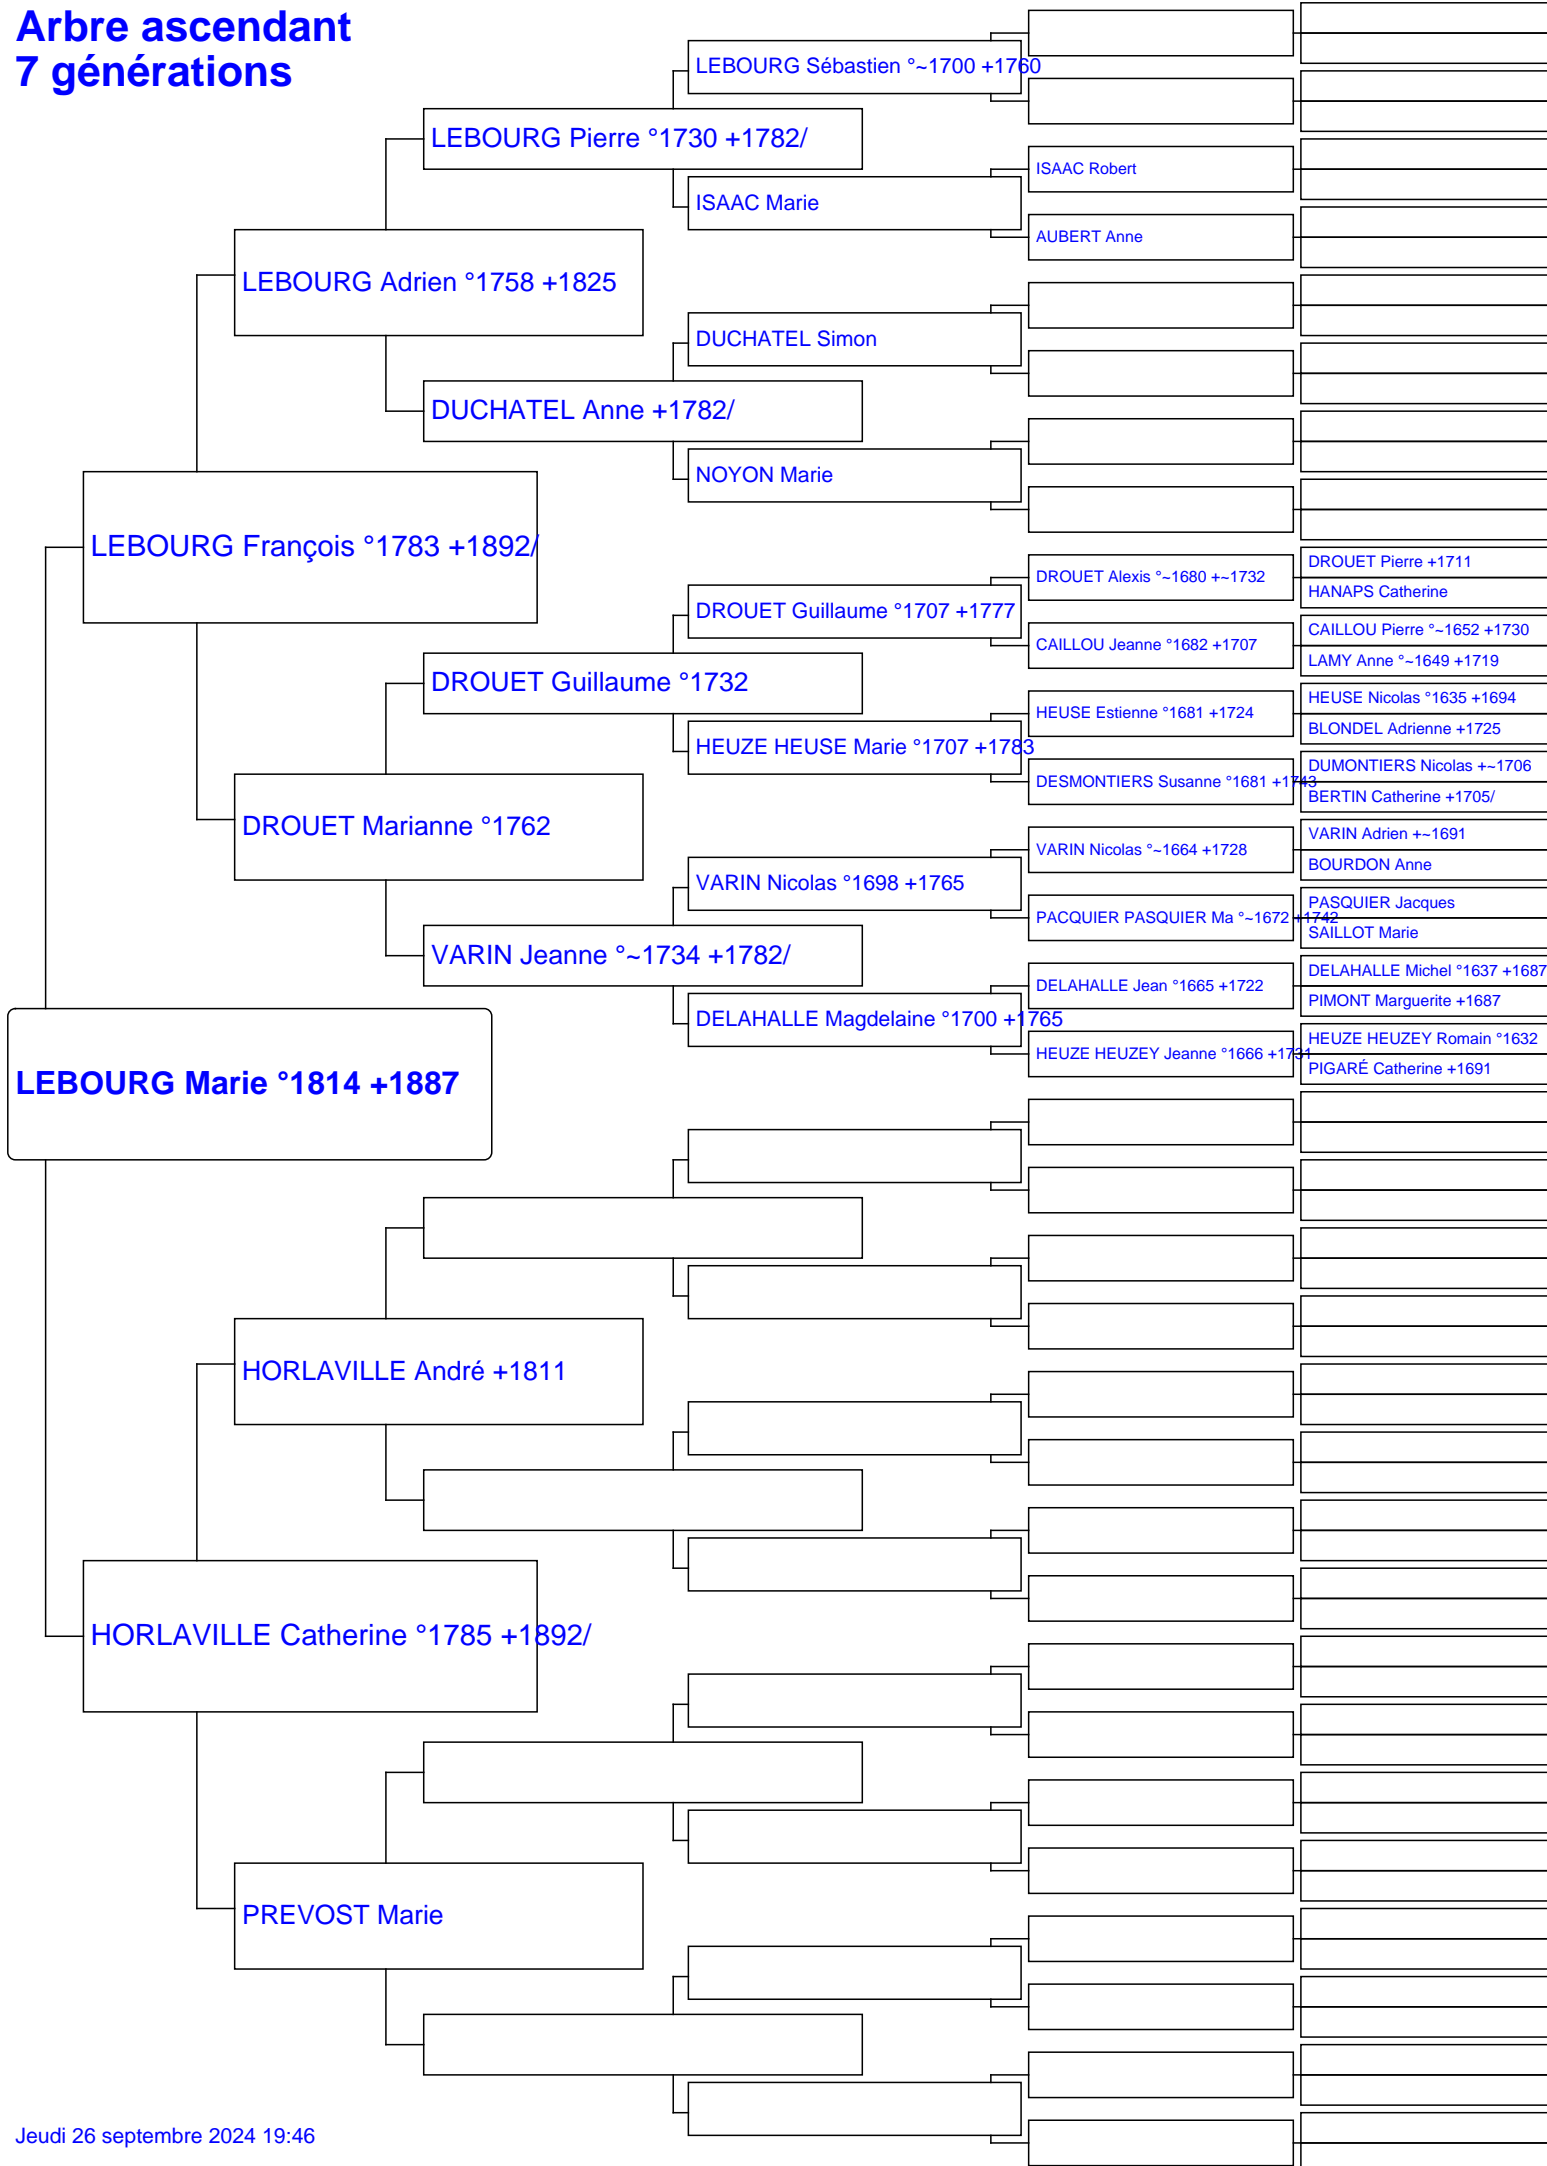 Arbre ascendant
7 générations
LEBOURG Sébastien °~1700 +1760
LEBOURG Pierre °1730 +1782/
ISAAC Robert
ISAAC Marie
AUBERT Anne
LEBOURG Adrien °1758 +1825
DUCHATEL Simon
DUCHATEL Anne +1782/
NOYON Marie
LEBOURG François °1783 +1892/
DROUET Pierre +1711
DROUET Alexis °~1680 +~1732
HANAPS Catherine
DROUET Guillaume °1707 +1777
CAILLOU Pierre °~1652 +1730
CAILLOU Jeanne °1682 +1707
LAMY Anne °~1649 +1719
DROUET Guillaume °1732
HEUSE Nicolas °1635 +1694
HEUSE Estienne °1681 +1724
BLONDEL Adrienne +1725
HEUZE HEUSE Marie °1707 +1783
DUMONTIERS Nicolas +~1706
DESMONTIERS Susanne °1681 +1743
BERTIN Catherine +1705/
DROUET Marianne °1762
VARIN Adrien +~1691
VARIN Nicolas °~1664 +1728
BOURDON Anne
VARIN Nicolas °1698 +1765
PASQUIER Jacques
PACQUIER PASQUIER Ma °~1672 +1742
SAILLOT Marie
VARIN Jeanne °~1734 +1782/
DELAHALLE Michel °1637 +1687
DELAHALLE Jean °1665 +1722
PIMONT Marguerite +1687
DELAHALLE Magdelaine °1700 +1765
HEUZE HEUZEY Romain °1632
HEUZE HEUZEY Jeanne °1666 +1731
PIGARÉ Catherine +1691
LEBOURG Marie °1814 +1887
HORLAVILLE André +1811
HORLAVILLE Catherine °1785 +1892/
PREVOST Marie
Jeudi 26 septembre 2024 19:46